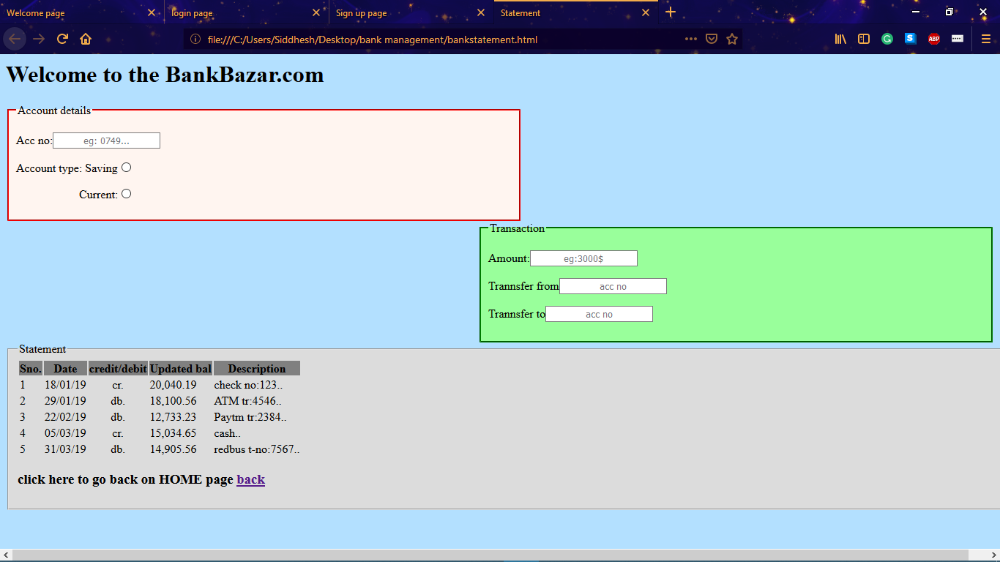 Welcome page
login page
Sign up page
Statement
file:///C:/Users/Siddhesh/Desktop/bank management/bankstatement.html
S
ABP
Welcome to the BankBazar.com
Account details
Acc no: eg: 0749...
Account type: Saving
Current:
Transaction
Amount: eg:3000$
Trannsfer from acc no
Trannsfer to acc no
Statement
Sno. Date credit/debit Updated bal Description
1 18/01/19 cr. 20,040.19 check no:123..
2 29/01/19 db. 18,100.56 ATM tr:4546..
3 22/02/19 db. 12,733.23 Paytm tr:2384..
4 05/03/19 cr. 15,034.65 cash..
5 31/03/19 db. 14,905.56 redbus t-no:7567..
click here to go back on HOME page back